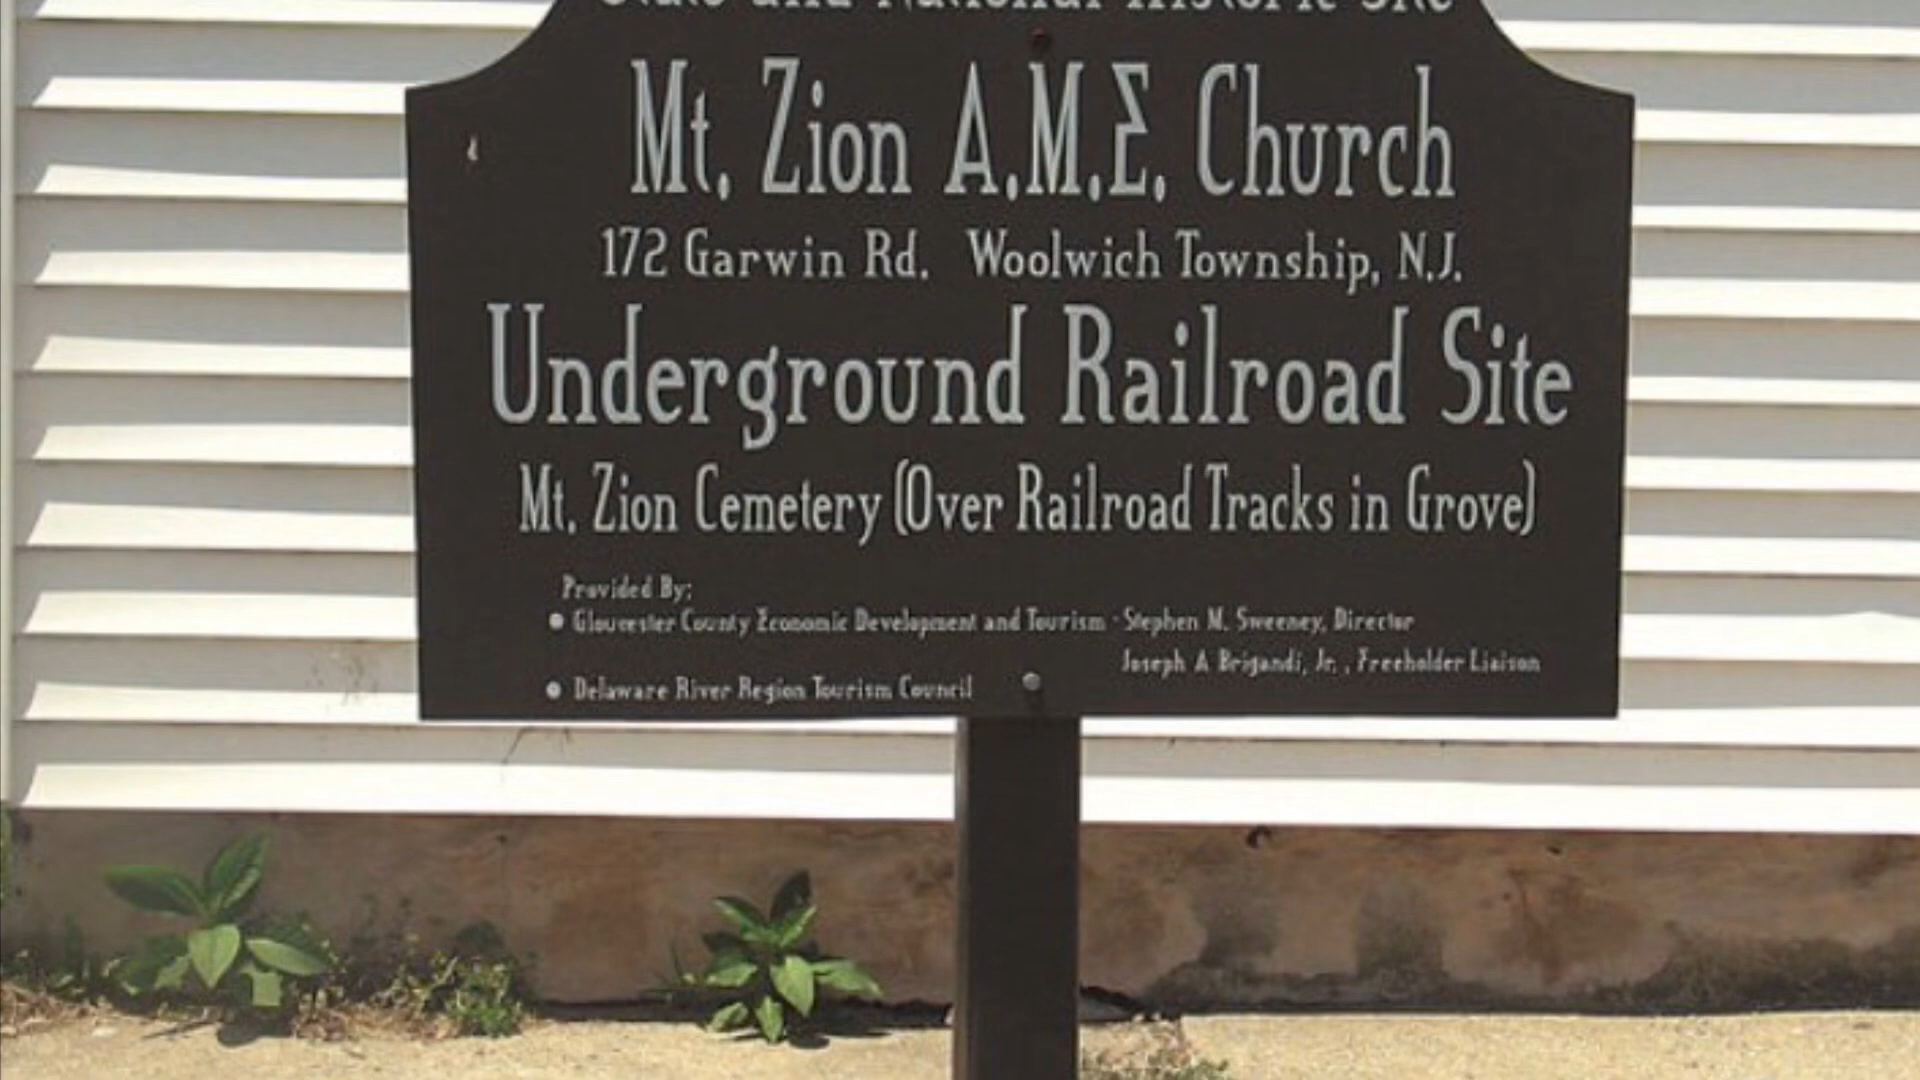 State and National Historic Site
Mt. Zion A.M.E. Church
172 Garwin Rd. Woolwich Township, N.J.
Underground Railroad Site
Mt. Zion Cemetery (Over Railroad Tracks in Grove)
Provided By:
• Gloucester County Economic Development and Tourism - Stephen M. Sweeney, Director
Joseph A Brigandi, Jr. , Freeholder Liaison
• Delaware River Region Tourism Council